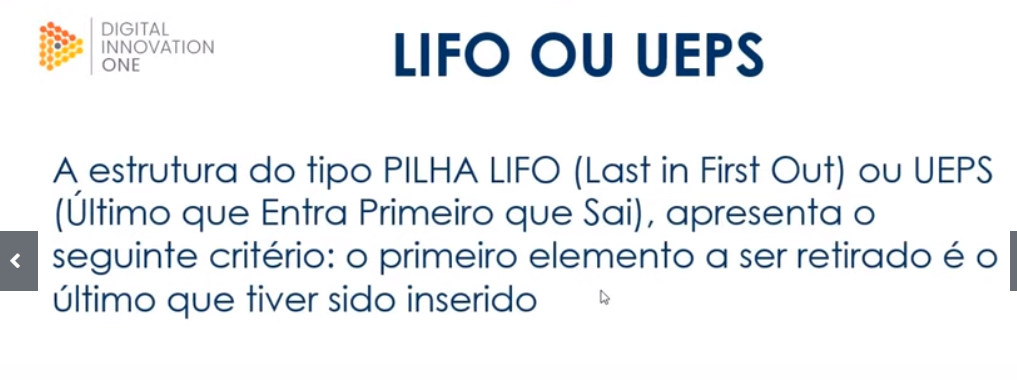 DIGITAL
INNOVATION
ONE
LIFO OU UEPS
A estrutura do tipo PILHA LIFO (Last in First Out) ou UEPS
(Último que Entra Primeiro que Sai), apresenta o
seguinte critério: o primeiro elemento a ser retirado é o
último que tiver sido inserido